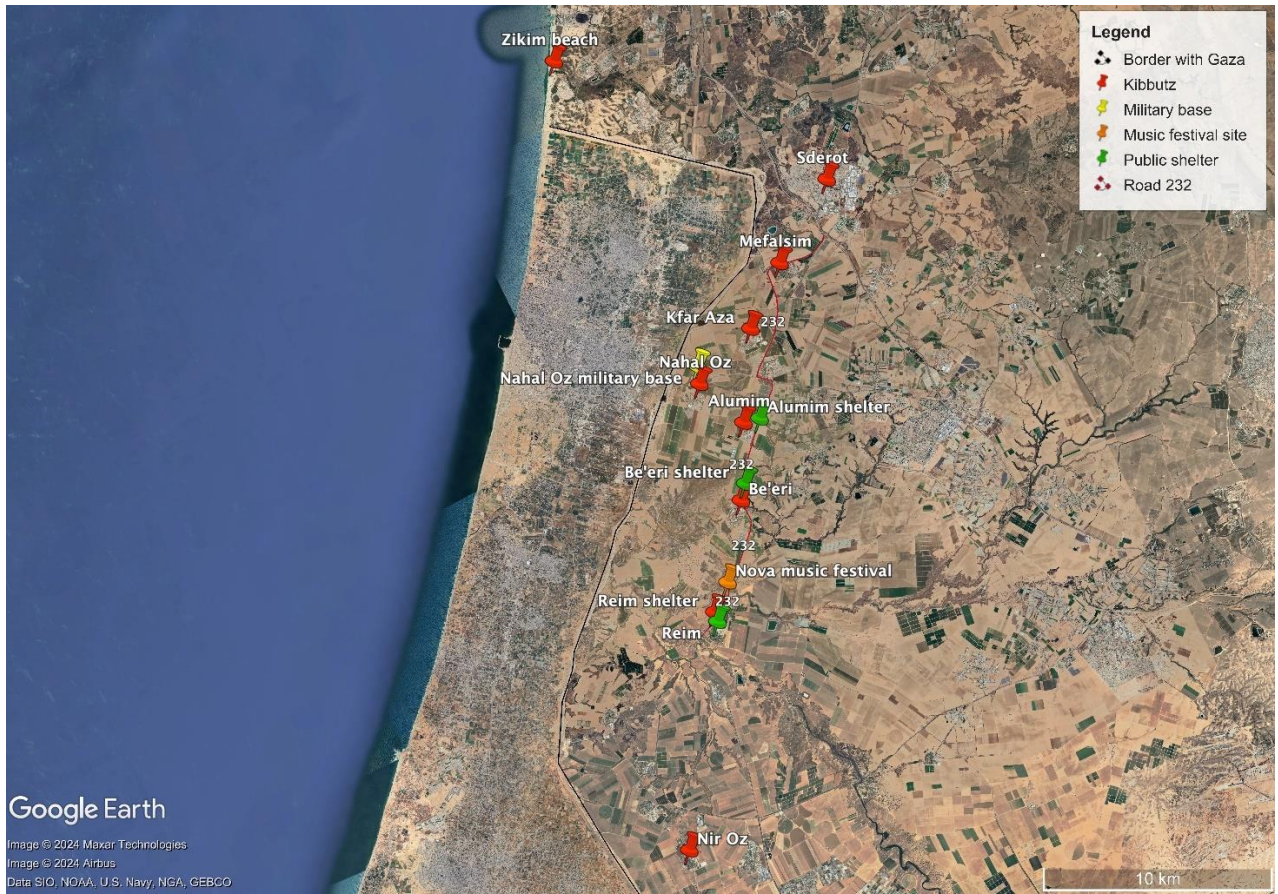 Zikim beach
Legend
Border with Gaza
Kibbutz
Military base
Music festival site
Public shelter
Road 232
Sderot
Mefalsim
Kfar Aza
232
Nahal Oz
Nahal Oz military base
Alumim
Alumim shelter
232
Be'eri shelter
Be'eri
232
Nova music festival
Reim shelter
232
Reim
Nir Oz
Google Earth
Image © 2024 Maxar Technologies
Image © 2024 Airbus
Data SIO, NOAA, U.S. Navy, NGA, GEBCO
10 km